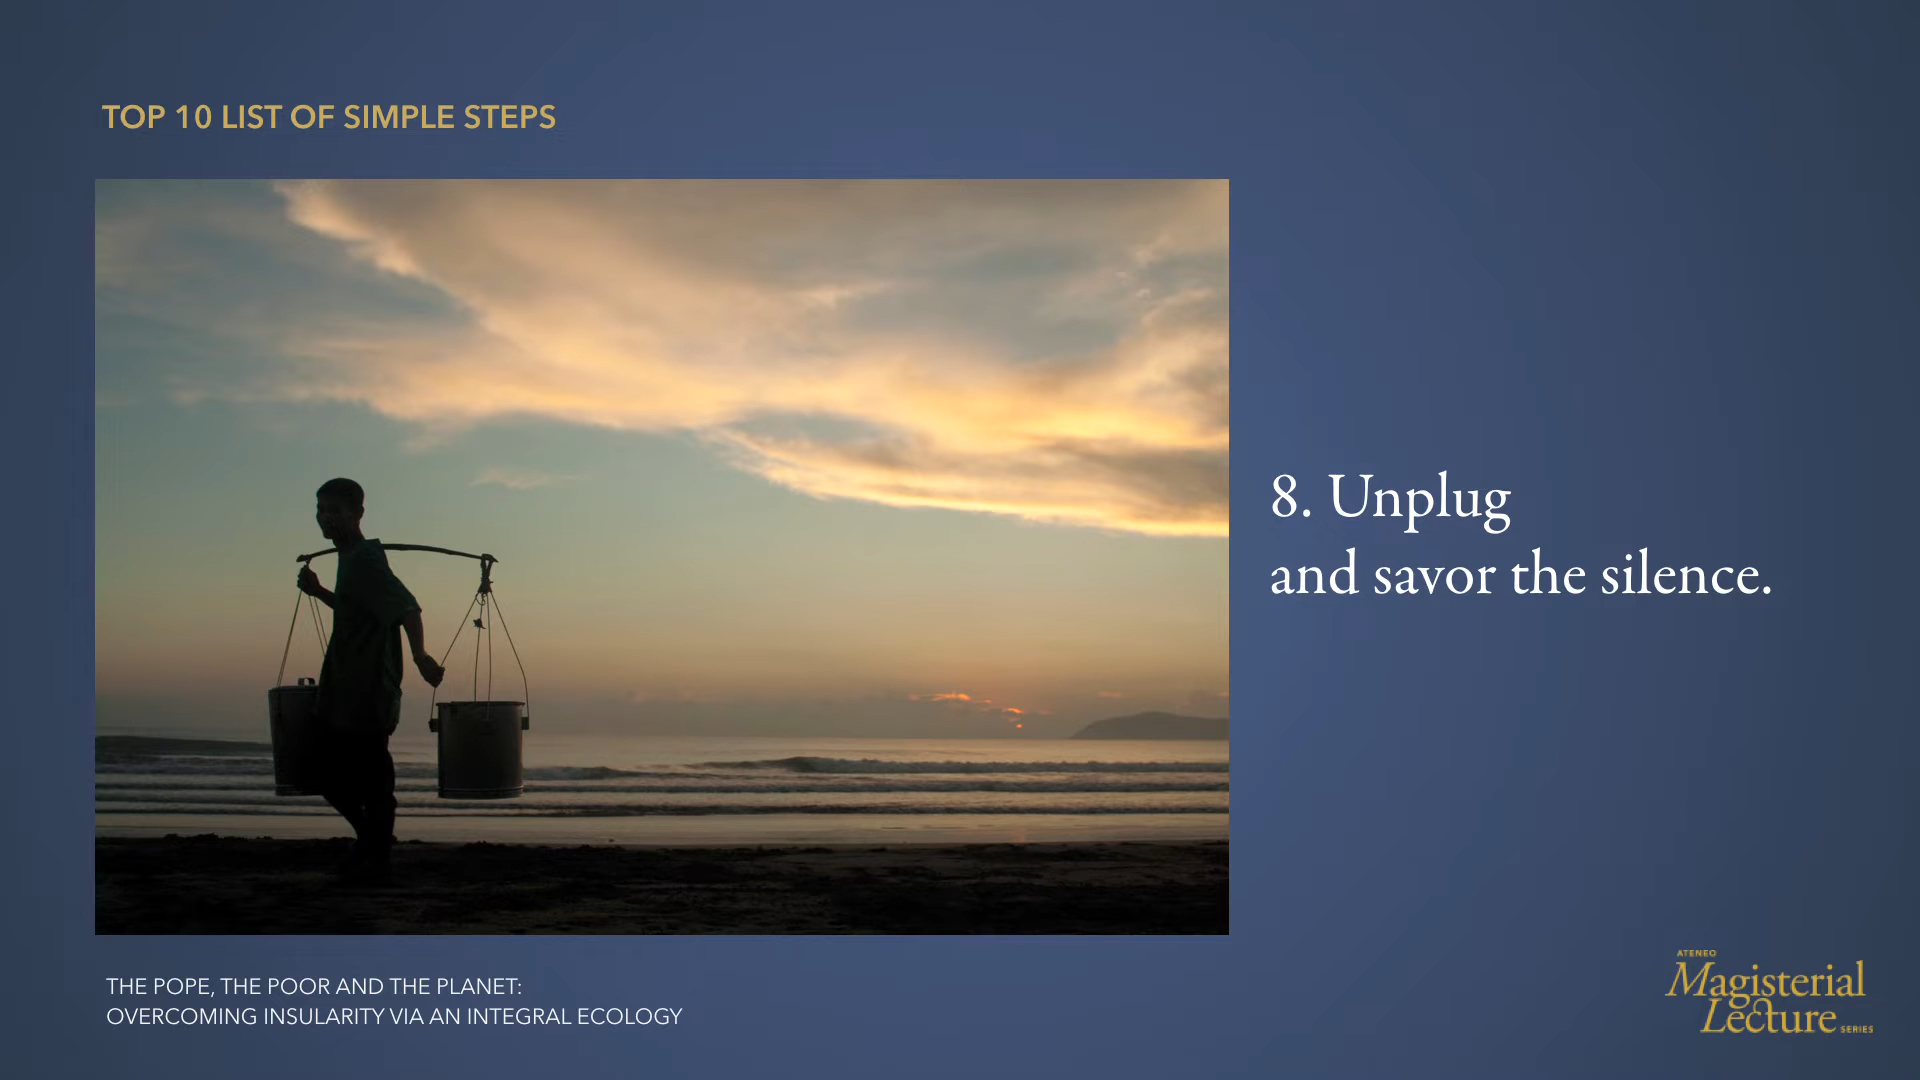 TOP 10 LIST OF SIMPLE STEPS
8. Unplug
and savor the silence.
THE POPE, THE POOR AND THE PLANET:
OVERCOMING INSULARITY VIA AN INTEGRAL ECOLOGY
ATENEO
Magisterial
Lecture SERIES